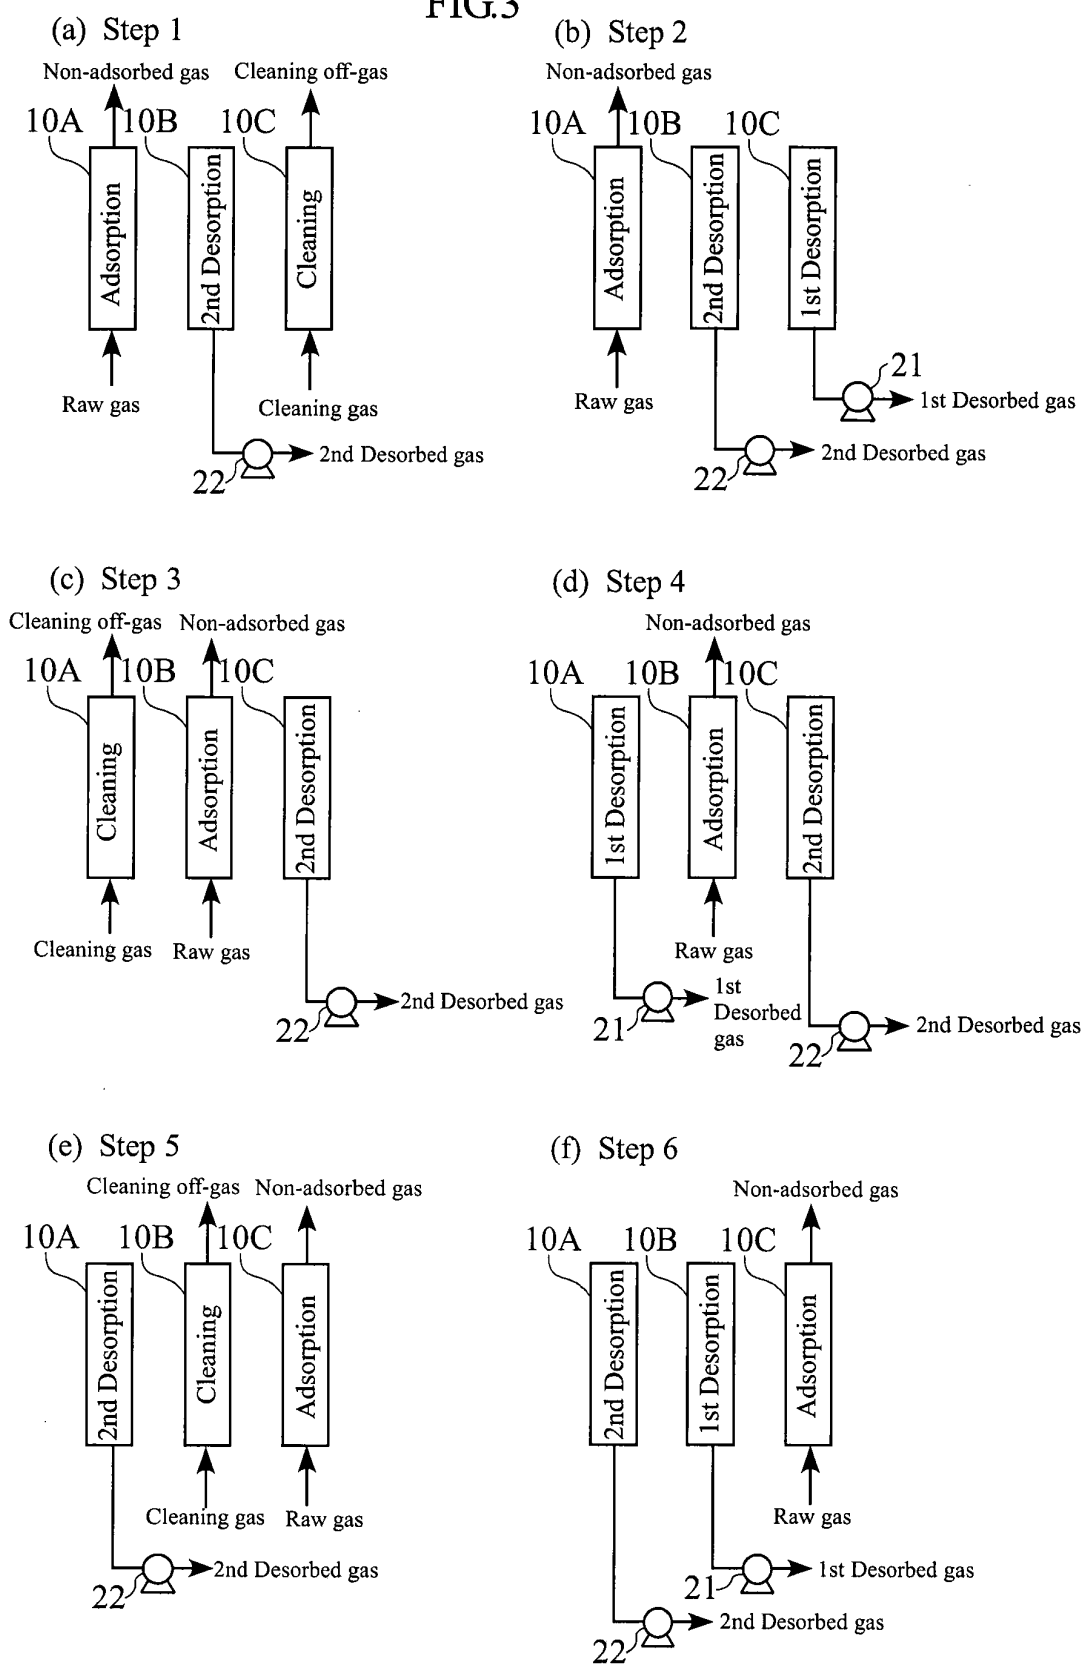 FIG.3
(a) Step 1
Non-adsorbed gas Cleaning off-gas
10A 10B 10C
Adsorption
2nd Desorption
Cleaning
Raw gas
Cleaning gas
22
2nd Desorbed gas
(b) Step 2
Non-adsorbed gas
10A 10B 10C
Adsorption
2nd Desorption
1st Desorption
21
Raw gas
1st Desorbed gas
22
2nd Desorbed gas
(c) Step 3
Cleaning off-gas Non-adsorbed gas
10A 10B 10C
Cleaning
Adsorption
2nd Desorption
Cleaning gas Raw gas
22
2nd Desorbed gas
(d) Step 4
Non-adsorbed gas
10A 10B 10C
1st Desorption
Adsorption
2nd Desorption
Raw gas
21
1st
Desorbed
gas
22
2nd Desorbed gas
(e) Step 5
Cleaning off-gas Non-adsorbed gas
10A 10B 10C
2nd Desorption
Cleaning
Adsorption
Cleaning gas Raw gas
22
2nd Desorbed gas
(f) Step 6
Non-adsorbed gas
10A 10B 10C
2nd Desorption
1st Desorption
Adsorption
Raw gas
21
1st Desorbed gas
22
2nd Desorbed gas